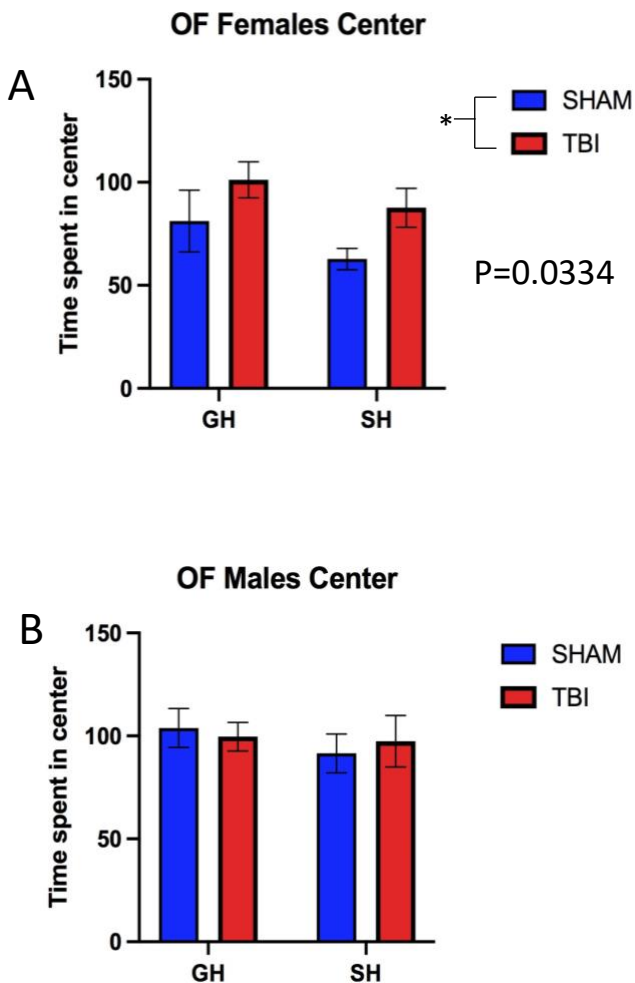 OF Females Center
A
Time spent in center
150
100
50
0
GH SH
* SHAM
TBI
P=0.0334
OF Males Center
B
Time spent in center
150
100
50
0
GH SH
SHAM
TBI